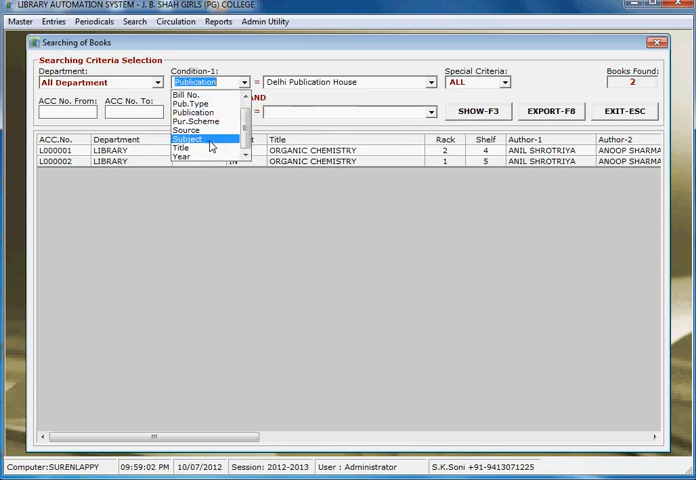 LIBRARY AUTOMATION SYSTEM - J. B. SHAH GIRLS (PG) COLLEGE
Master Entries Periodicals Search Circulation Reports Admin Utility
Searching of Books
Searching Criteria Selection
Department: Condition-1: Special Criteria: Books Found:
All Department Publication = Delhi Publication House ALL 2
ACC No. From: ACC No. To: AND
Bill No.
Pub.Type
Publication
Pur.Scheme
Source
Subject
Title
Year
= SHOW-F3 EXPORT-F8 EXIT-ESC
ACC.No. Department Title Rack Shelf Author-1 Author-2
L000001 LIBRARY ORGANIC CHEMISTRY 2 4 ANIL SHROTRIYA ANOOP SHARMA
L000002 LIBRARY IN ORGANIC CHEMISTRY 1 5 ANIL SHROTRIYA ANOOP SHARMA
Computer:SURENLAPPY 09:59:02 PM 10/07/2012 Session: 2012-2013 User : Administrator S.K.Soni +91-9413071225